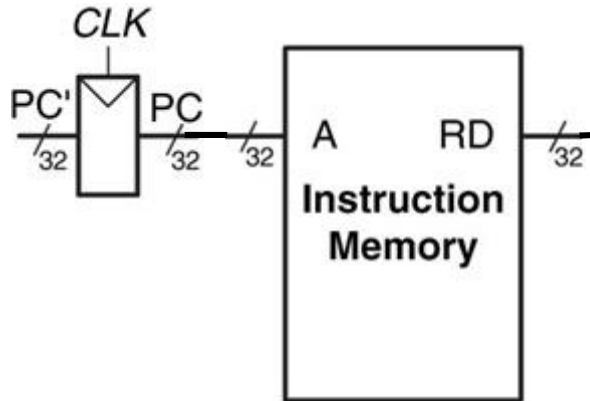 CLK
PC'
PC
32
32
32
A
RD
32
Instruction
Memory